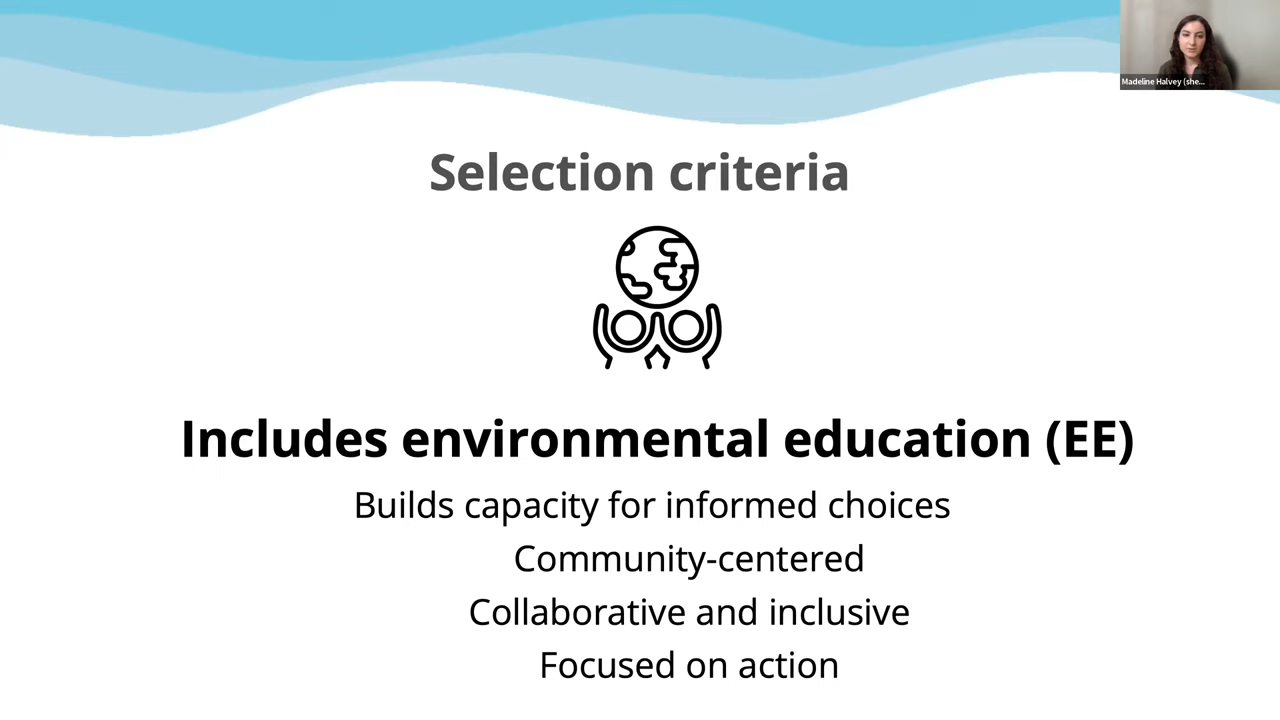 Madeline Halvey (she...
Selection criteria
Includes environmental education (EE)
Builds capacity for informed choices
Community-centered
Collaborative and inclusive
Focused on action